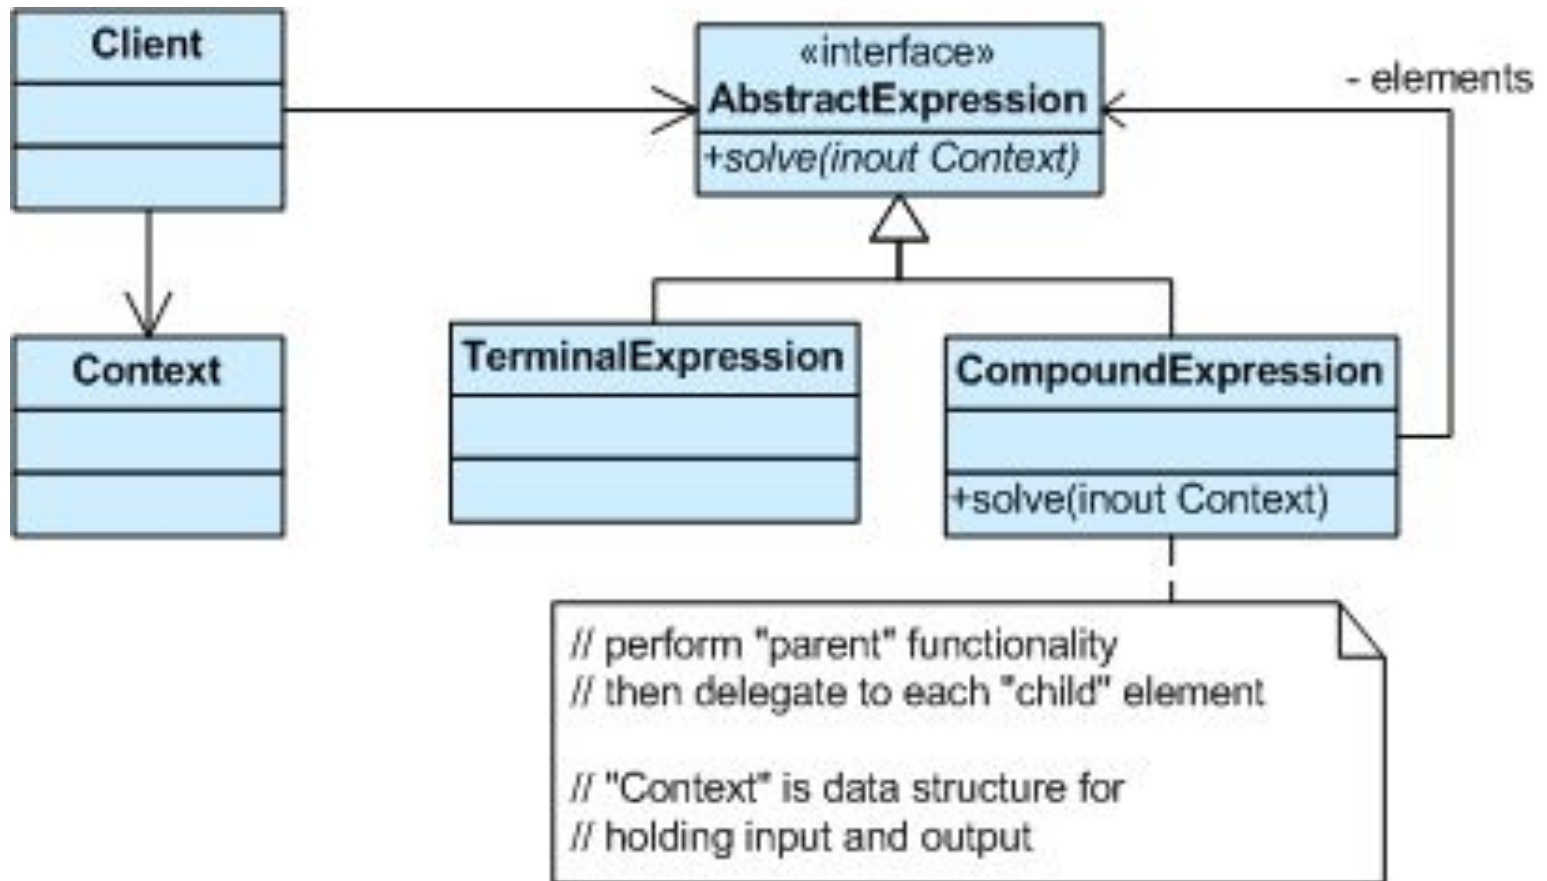 Client
«interface»
AbstractExpression
+solve(inout Context)
- elements
Context
TerminalExpression
CompoundExpression
+solve(inout Context)
// perform "parent" functionality
// then delegate to each "child" element
// "Context" is data structure for
// holding input and output